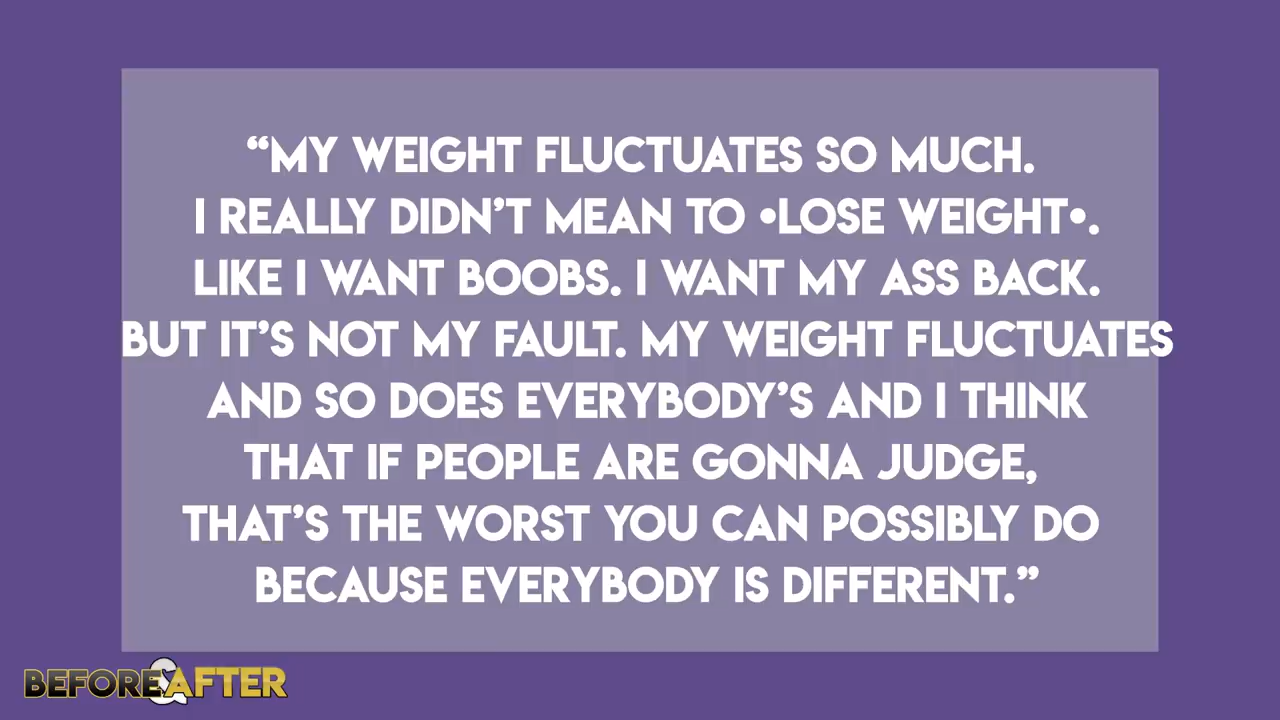 “MY WEIGHT FLUCTUATES SO MUCH.
I REALLY DIDN’T MEAN TO •LOSE WEIGHT•.
LIKE I WANT BOOBS. I WANT MY ASS BACK.
BUT IT’S NOT MY FAULT. MY WEIGHT FLUCTUATES
AND SO DOES EVERYBODY’S AND I THINK
THAT IF PEOPLE ARE GONNA JUDGE,
THAT’S THE WORST YOU CAN POSSIBLY DO
BECAUSE EVERYBODY IS DIFFERENT.”
BEFORE&AFTER